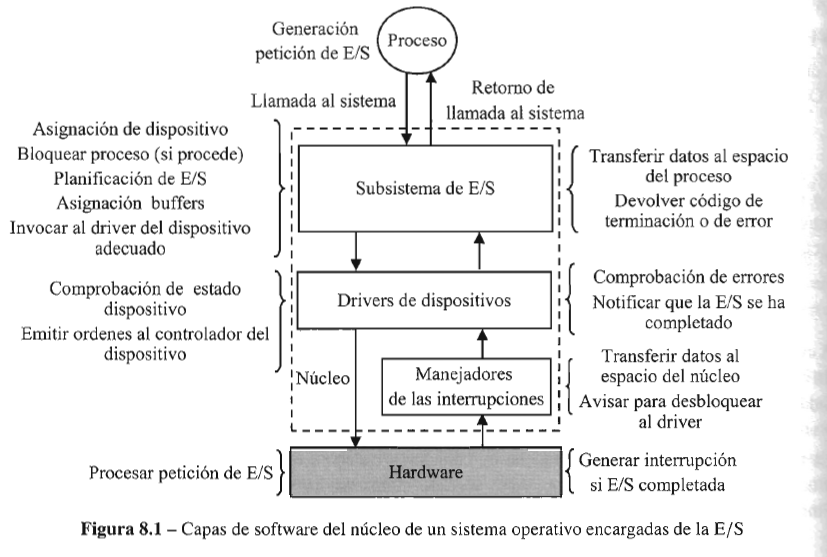 Generación
petición de E/S
Proceso
Llamada al sistema
Retorno de
llamada al sistema
Asignación de dispositivo
Bloquear proceso (si procede)
Planificación de E/S
Asignación buffers
Invocar al driver del dispositivo
adecuado
Subsistema de E/S
Transferir datos al espacio
del proceso
Devolver código de
terminación o de error
Comprobación de estado
dispositivo
Emitir ordenes al controlador del
dispositivo
Drivers de dispositivos
Comprobación de errores
Notificar que la E/S se ha
completado
Núcleo
Manejadores
de las interrupciones
Transferir datos al
espacio del núcleo
Avisar para desbloquear
al driver
Procesar petición de E/S
Hardware
Generar interrupción
si E/S completada
Figura 8.1 – Capas de software del núcleo de un sistema operativo encargadas de la E/S